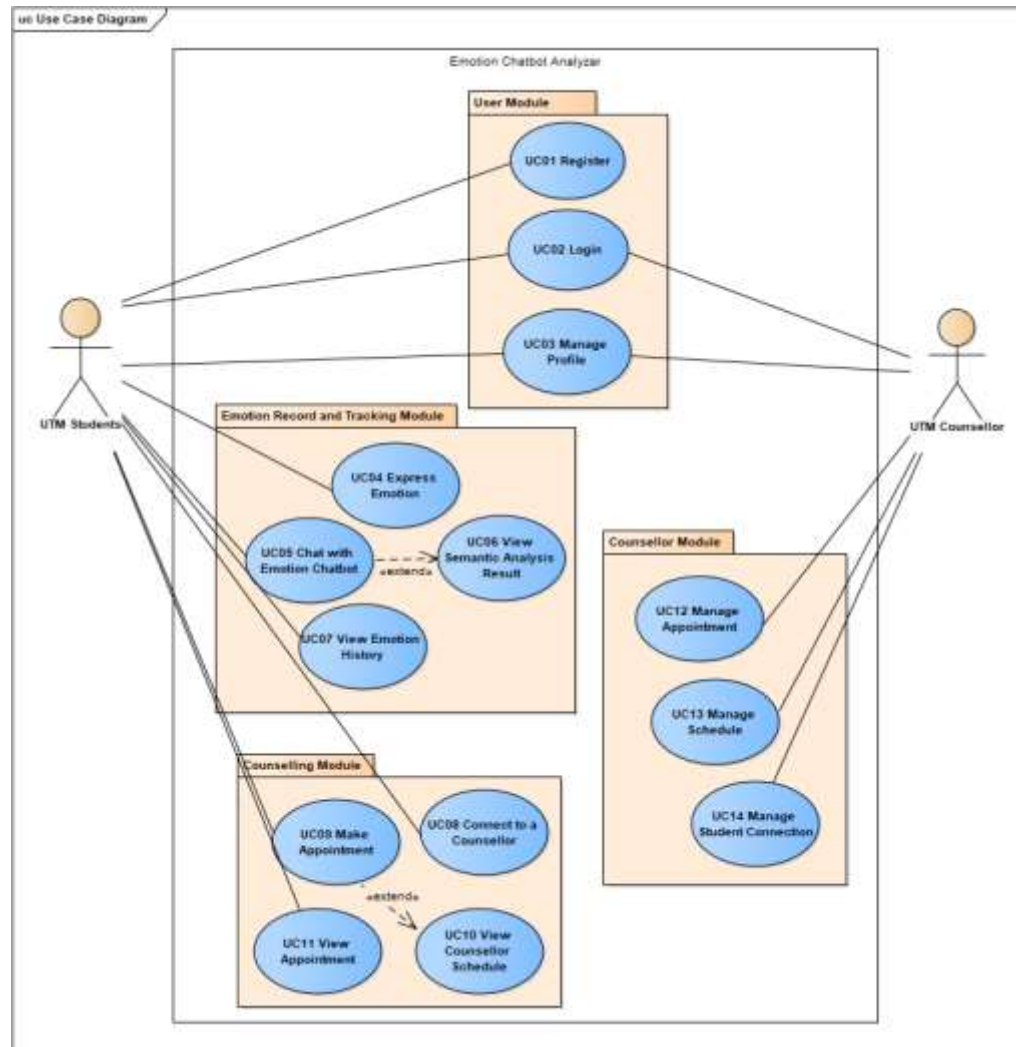 uc Use Case Diagram
Emotion Chatbot Analyzer
User Module
UC01 Register
UC02 Login
UC03 Manage
Profile
UTM Students
UTM Counsellor
Emotion Record and Tracking Module
UC04 Express
Emotion
UC05 Chat with
Emotion Chatbot
«extend»
UC06 View
Semantic Analysis
Result
UC07 View Emotion
History
Counsellor Module
UC12 Manage
Appointment
UC13 Manage
Schedule
UC14 Manage
Student Connection
Counselling Module
UC09 Make
Appointment
UC08 Connect to a
Counsellor
«extend»
UC11 View
Appointment
UC10 View
Counsellor
Schedule